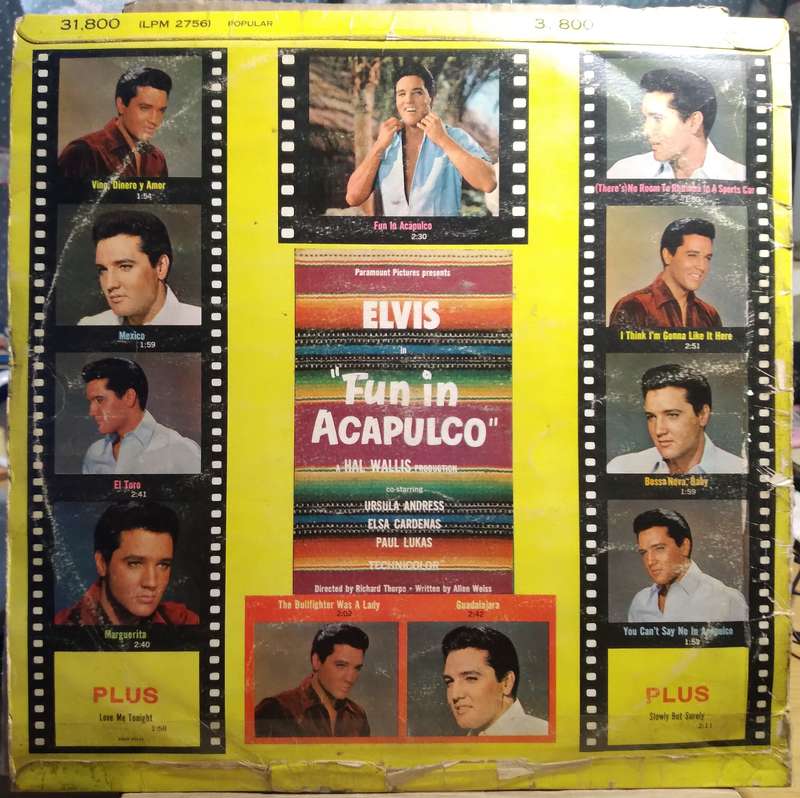 31,800 (LPM 2756) POPULAR 3, 800
Vino, Dinero y Amor
1:54
Mexico
1:59
El Toro
2:41
Marguerita
2:40
PLUS
Love Me Tonight
1:58
Fun In Acapulco
2:30
Paramount Pictures presents
ELVIS
in
"Fun in
ACAPULCO"
A HAL WALLIS PRODUCTION
co-starring
URSULA ANDRESS
ELSA CARDENAS
PAUL LUKAS
TECHNICOLOR
Directed by Richard Thorpe • Written by Allan Weiss
The Bullfighter Was A Lady
2:02
Guadalajara
2:42
(There's) No Room To Rhumba In A Sports Car
I Think I'm Gonna Like It Here
2:51
Bossa Nova, Baby
1:59
You Can't Say No In Acapulco
PLUS
Slowly But Surely
2:11